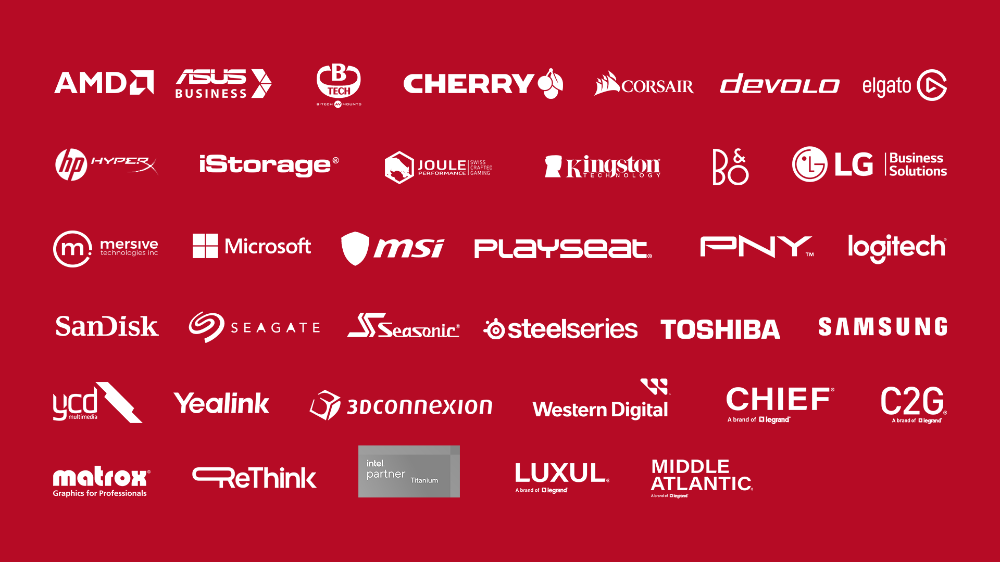 AMD
ASUS
BUSINESS
B
TECH
B-TECH AV MOUNTS
CHERRY
CORSAIR
devolo
elgato
hp HYPERX
iStorage®
JOULE
PERFORMANCE
SWISS
CRAFTED
GAMING
Kingston®
TECHNOLOGY
B&O
LG
Business
Solutions
m.
mersive
technologies inc
Microsoft
msi
PLAYSEAT®
PNY™
logitech®
SanDisk
SEAGATE
Seasonic®
steelseries
TOSHIBA
SAMSUNG
ycd
multimedia
Yealink
3Dconnexion
Western Digital™
CHIEF®
A brand of legrand®
C2G®
A brand of legrand®
matrox®
Graphics for Professionals
ReThink
intel.
partner
Titanium
LUXUL®
A brand of legrand®
MIDDLE
ATLANTIC®
A brand of legrand®